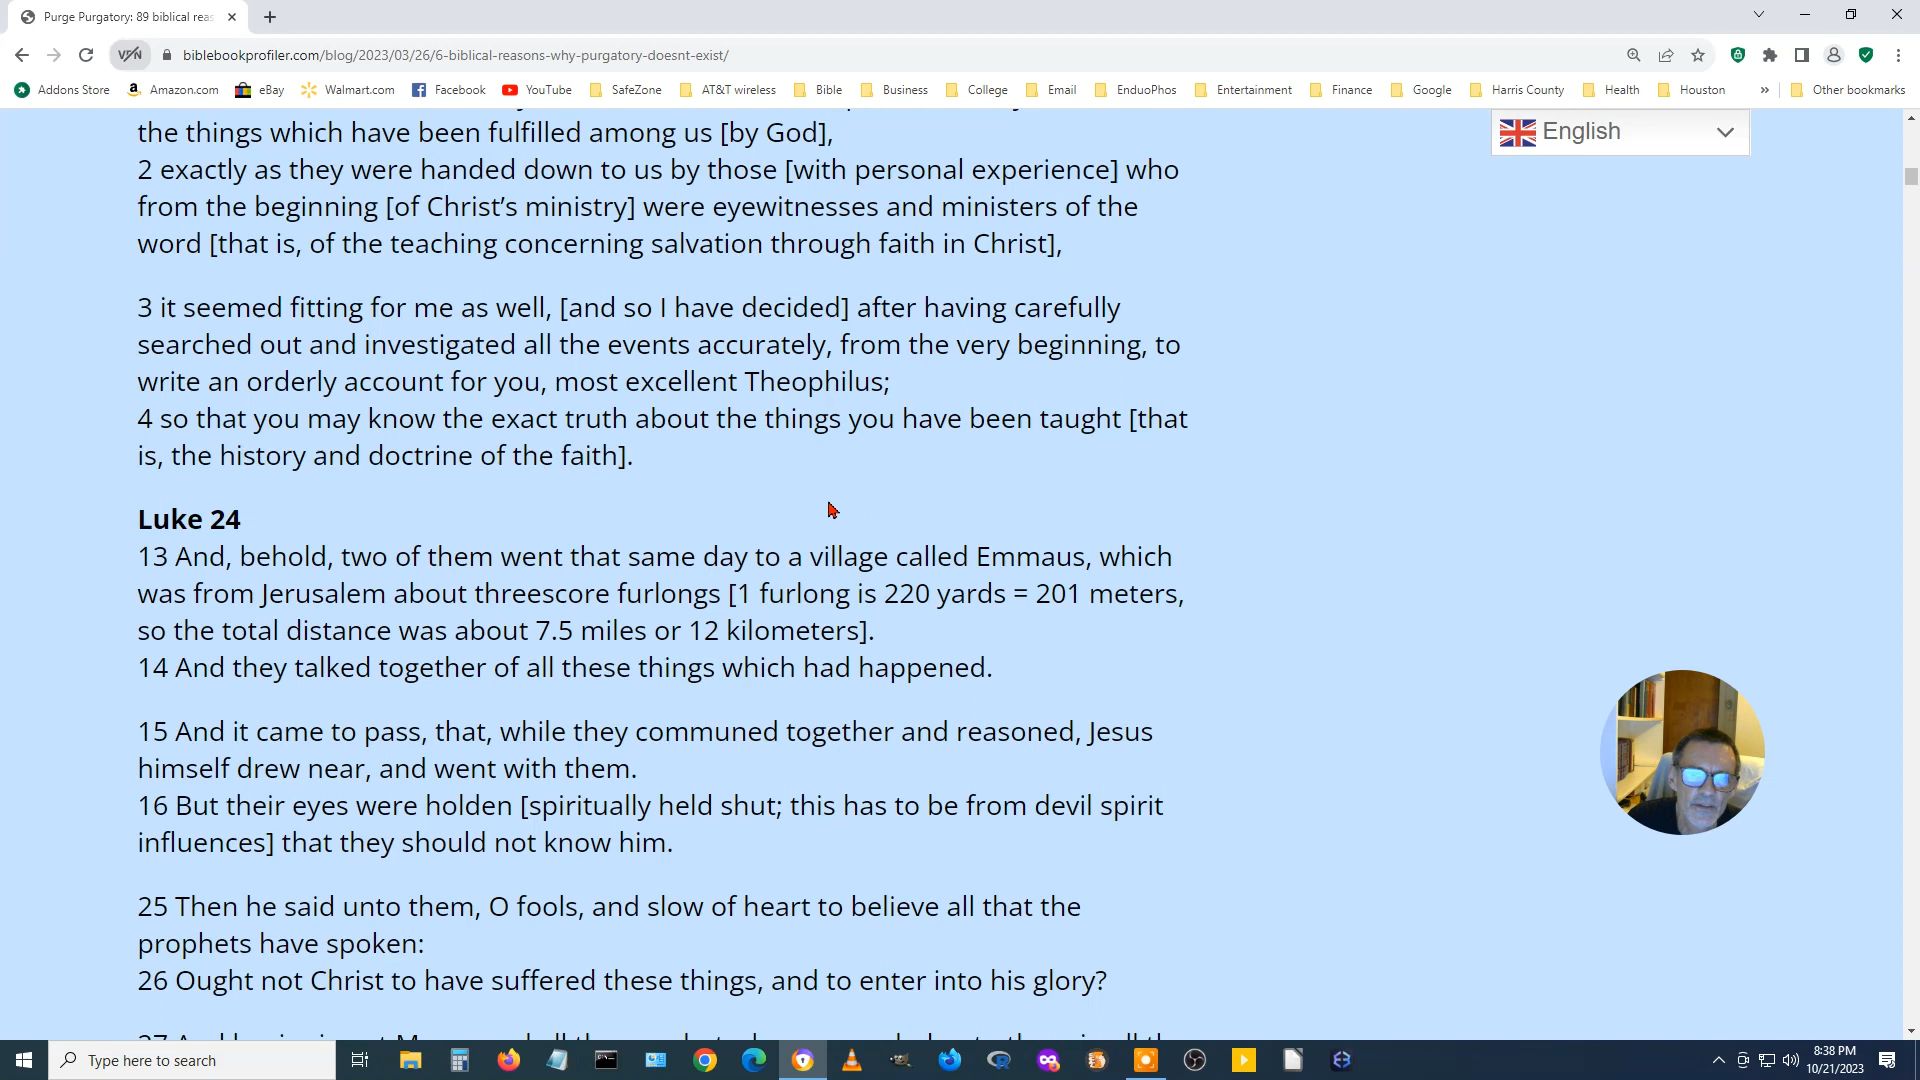 Purge Purgatory: 89 biblical reas
biblebookprofiler.com/blog/2023/03/26/6-biblical-reasons-why-purgatory-doesnt-exist/
Addons Store Amazon.com eBay Walmart.com Facebook YouTube SafeZone AT&T wireless Bible Business College Email EnduoPhos Entertainment Finance Google Harris County Health Houston » Other bookmarks
English
the things which have been fulfilled among us [by God],
2 exactly as they were handed down to us by those [with personal experience] who
from the beginning [of Christ’s ministry] were eyewitnesses and ministers of the
word [that is, of the teaching concerning salvation through faith in Christ],
3 it seemed fitting for me as well, [and so I have decided] after having carefully
searched out and investigated all the events accurately, from the very beginning, to
write an orderly account for you, most excellent Theophilus;
4 so that you may know the exact truth about the things you have been taught [that
is, the history and doctrine of the faith].
Luke 24
13 And, behold, two of them went that same day to a village called Emmaus, which
was from Jerusalem about threescore furlongs [1 furlong is 220 yards = 201 meters,
so the total distance was about 7.5 miles or 12 kilometers].
14 And they talked together of all these things which had happened.
15 And it came to pass, that, while they communed together and reasoned, Jesus
himself drew near, and went with them.
16 But their eyes were holden [spiritually held shut; this has to be from devil spirit
influences] that they should not know him.
25 Then he said unto them, O fools, and slow of heart to believe all that the
prophets have spoken:
26 Ought not Christ to have suffered these things, and to enter into his glory?
Type here to search
8:38 PM
10/21/2023